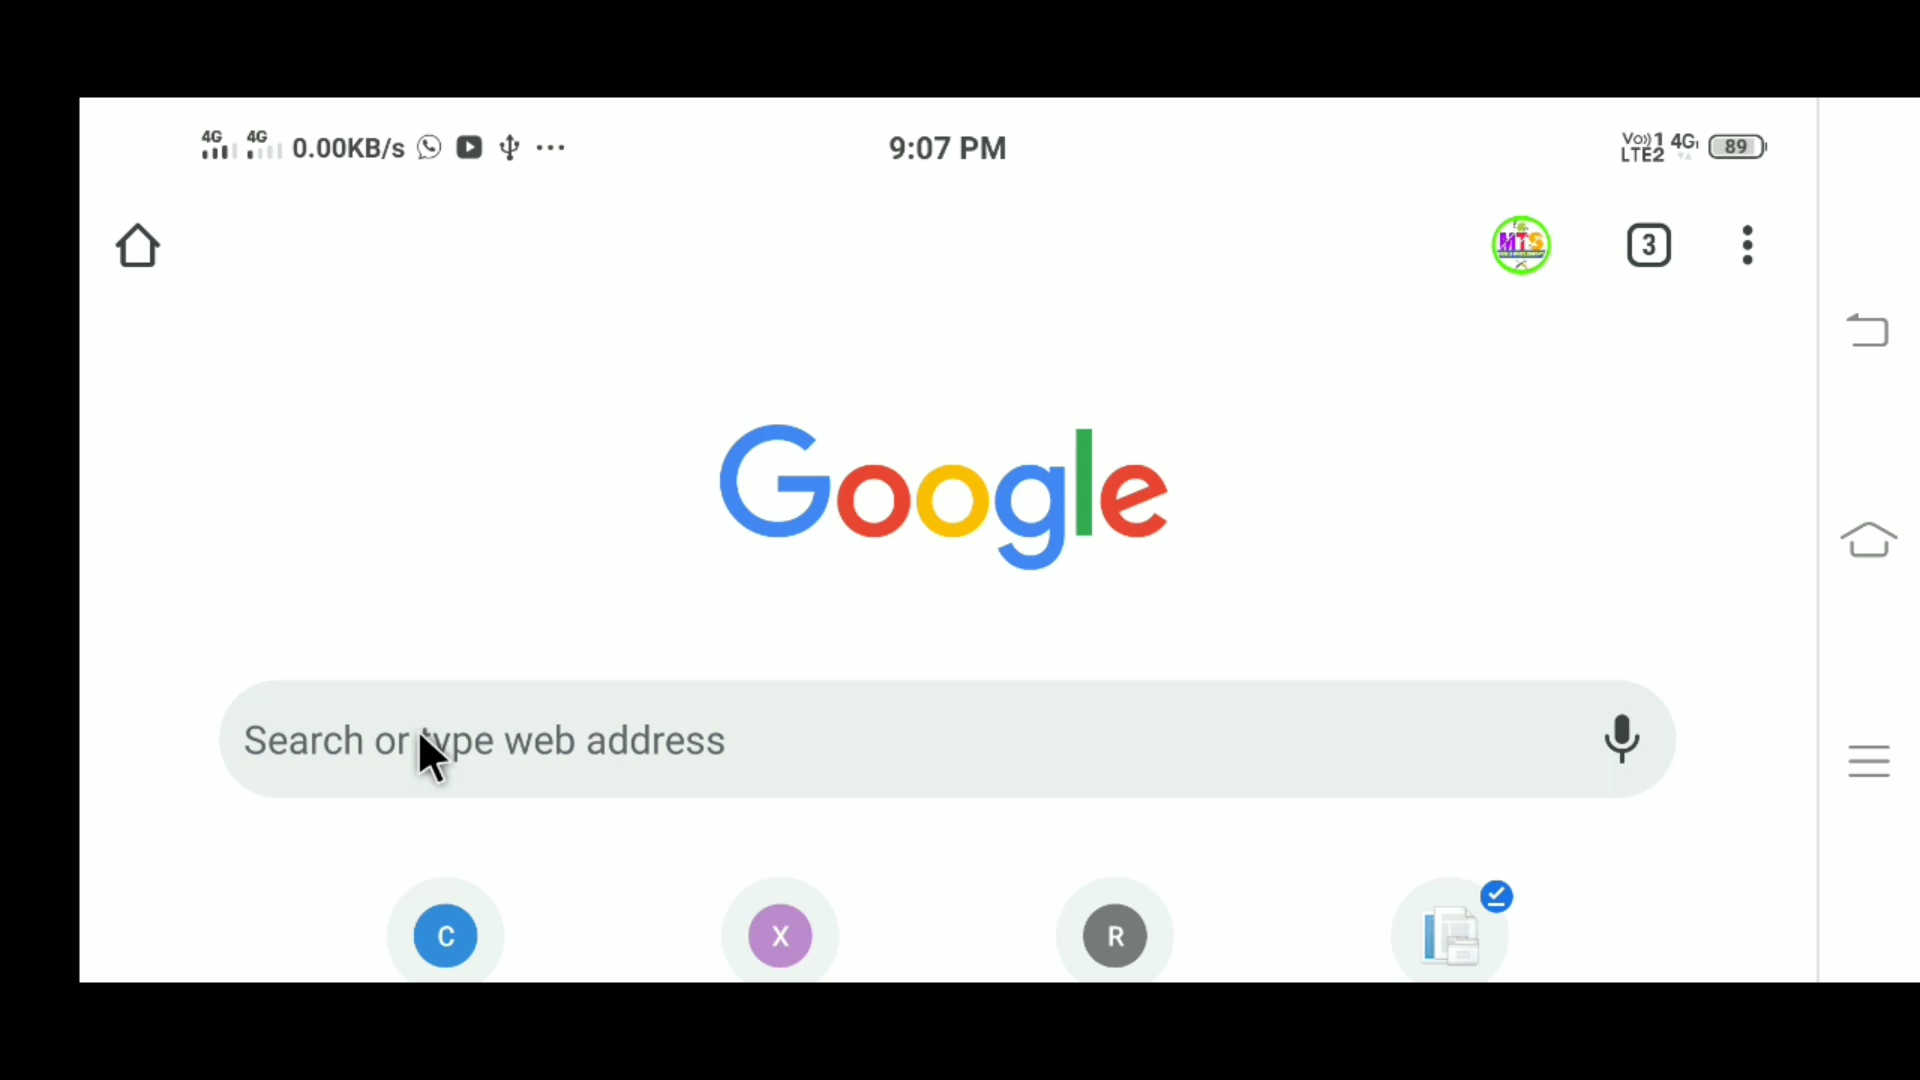 4G 4G 0.00KB/s 9:07 PM Vo))1 4G 89
LTE2
MTS 3
Google
Search or type web address
C X R